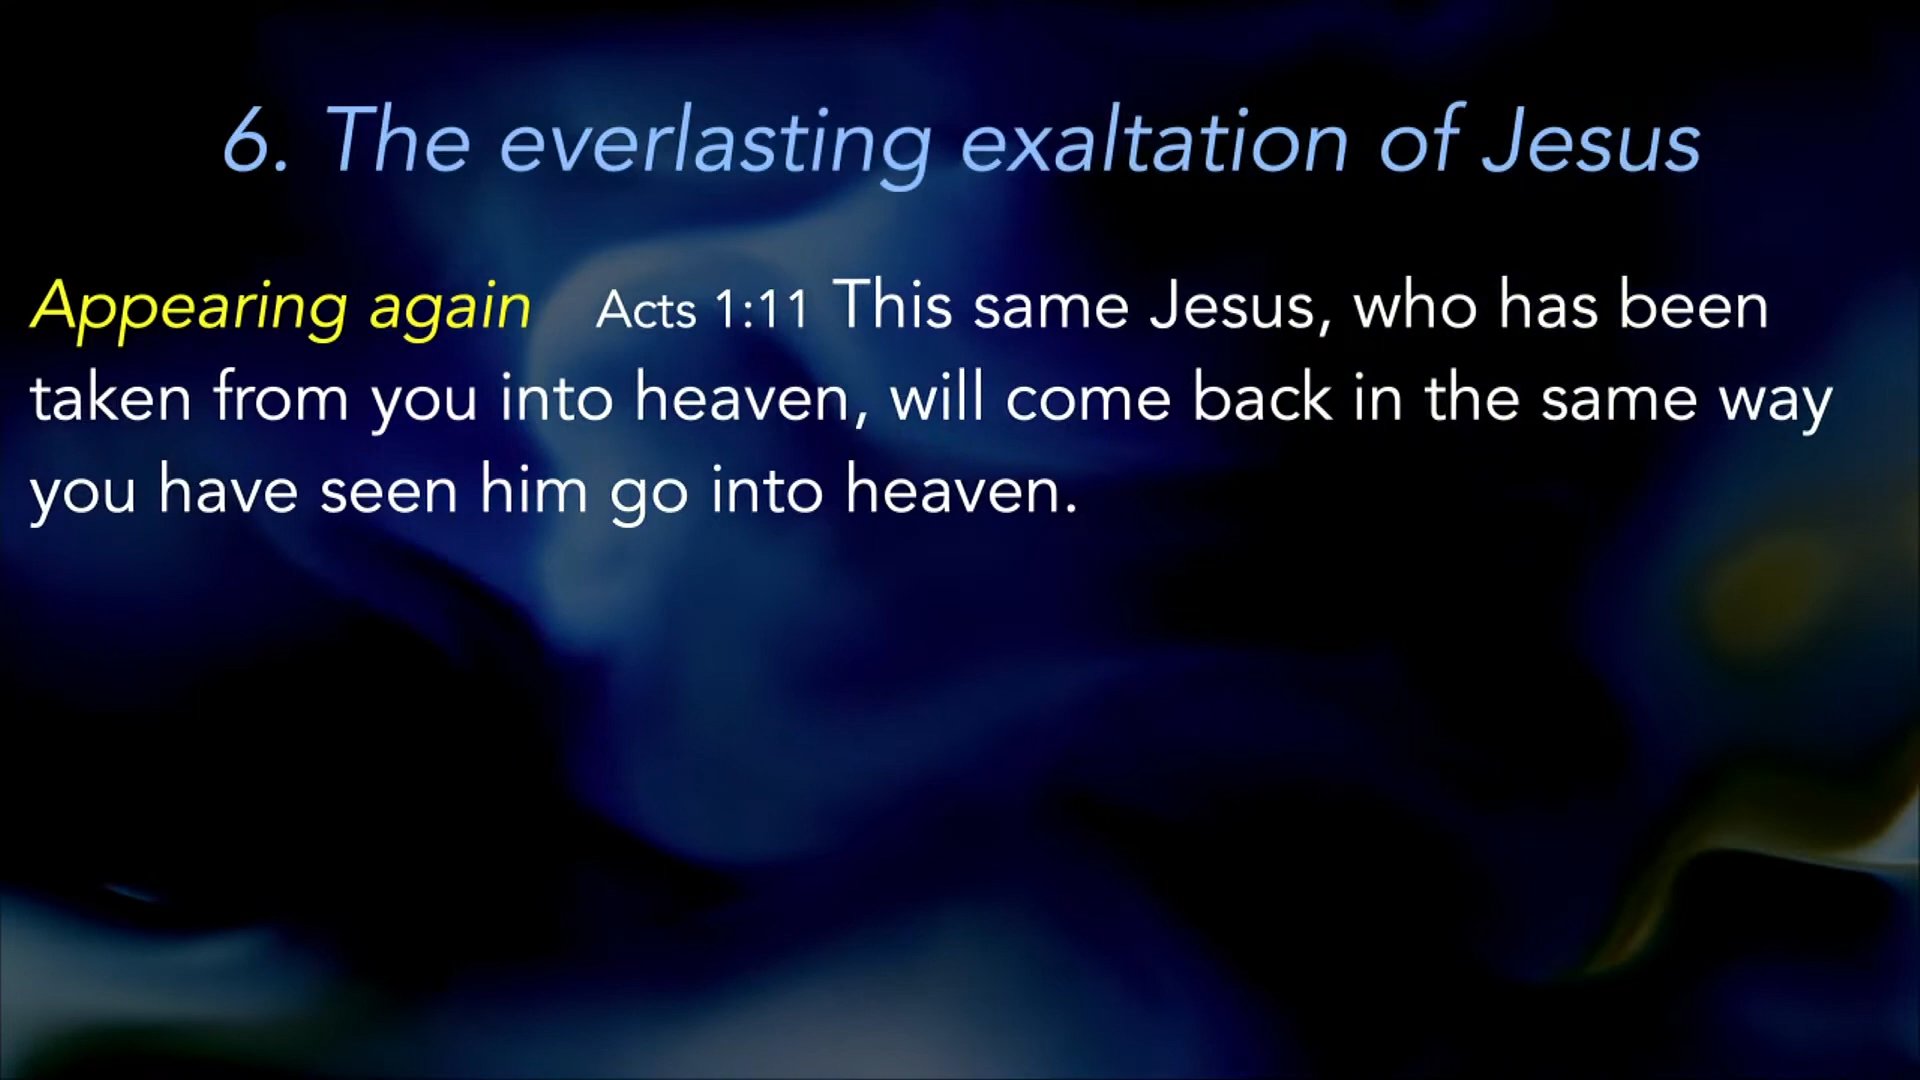 6. The everlasting exaltation of Jesus
Appearing again Acts 1:11 This same Jesus, who has been
taken from you into heaven, will come back in the same way
you have seen him go into heaven.